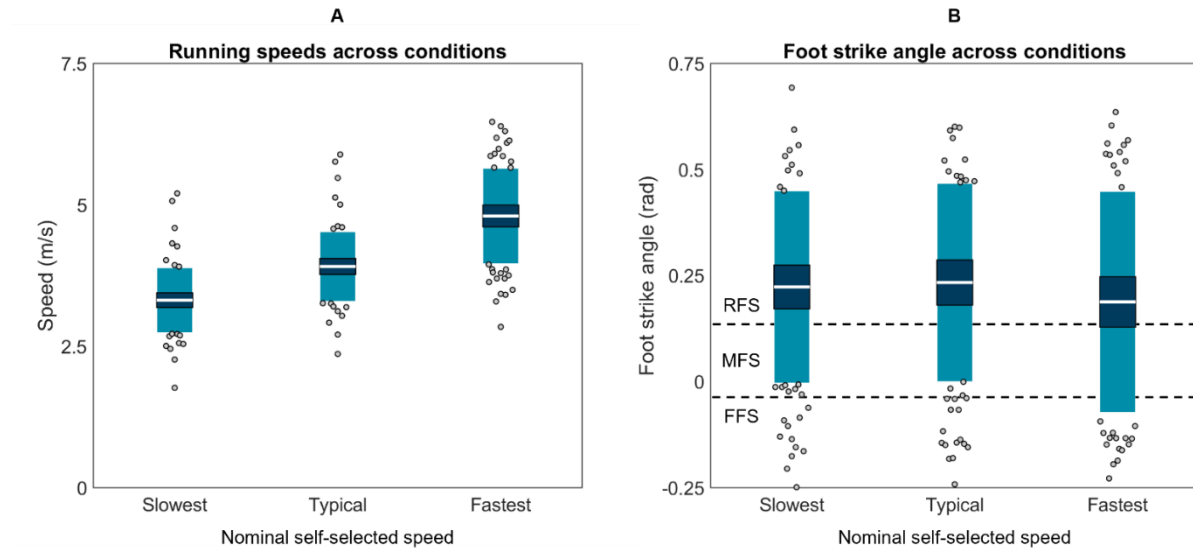 A
Running speeds across conditions
7.5
5
2.5
0
Speed (m/s)
Slowest
Typical
Fastest
Nominal self-selected speed
B
Foot strike angle across conditions
0.75
0.5
0.25
0
-0.25
Foot strike angle (rad)
RFS
MFS
FFS
Slowest
Typical
Fastest
Nominal self-selected speed